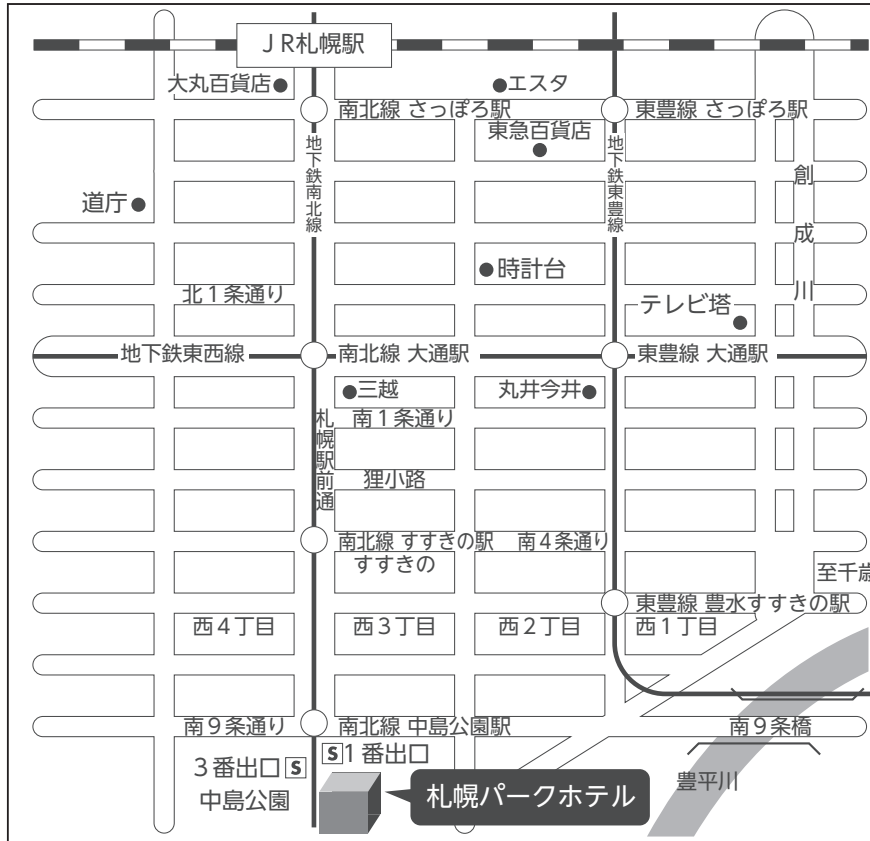 ＪＲ札幌駅
大丸百貨店
エスタ
南北線 さっぽろ駅
東豊線 さっぽろ駅
東急百貨店
地下鉄南北線
地下鉄東豊線
創成川
道庁
時計台
北１条通り
テレビ塔
地下鉄東西線
南北線 大通駅
東豊線 大通駅
三越
丸井今井
札幌駅前通
南１条通り
狸小路
南北線 すすきの駅
南４条通り
すすきの
至千歳
東豊線 豊水すすきの駅
西４丁目
西３丁目
西２丁目
西１丁目
南９条通り
南北線 中島公園駅
南９条橋
S１番出口
３番出口S
中島公園
豊平川
札幌パークホテル